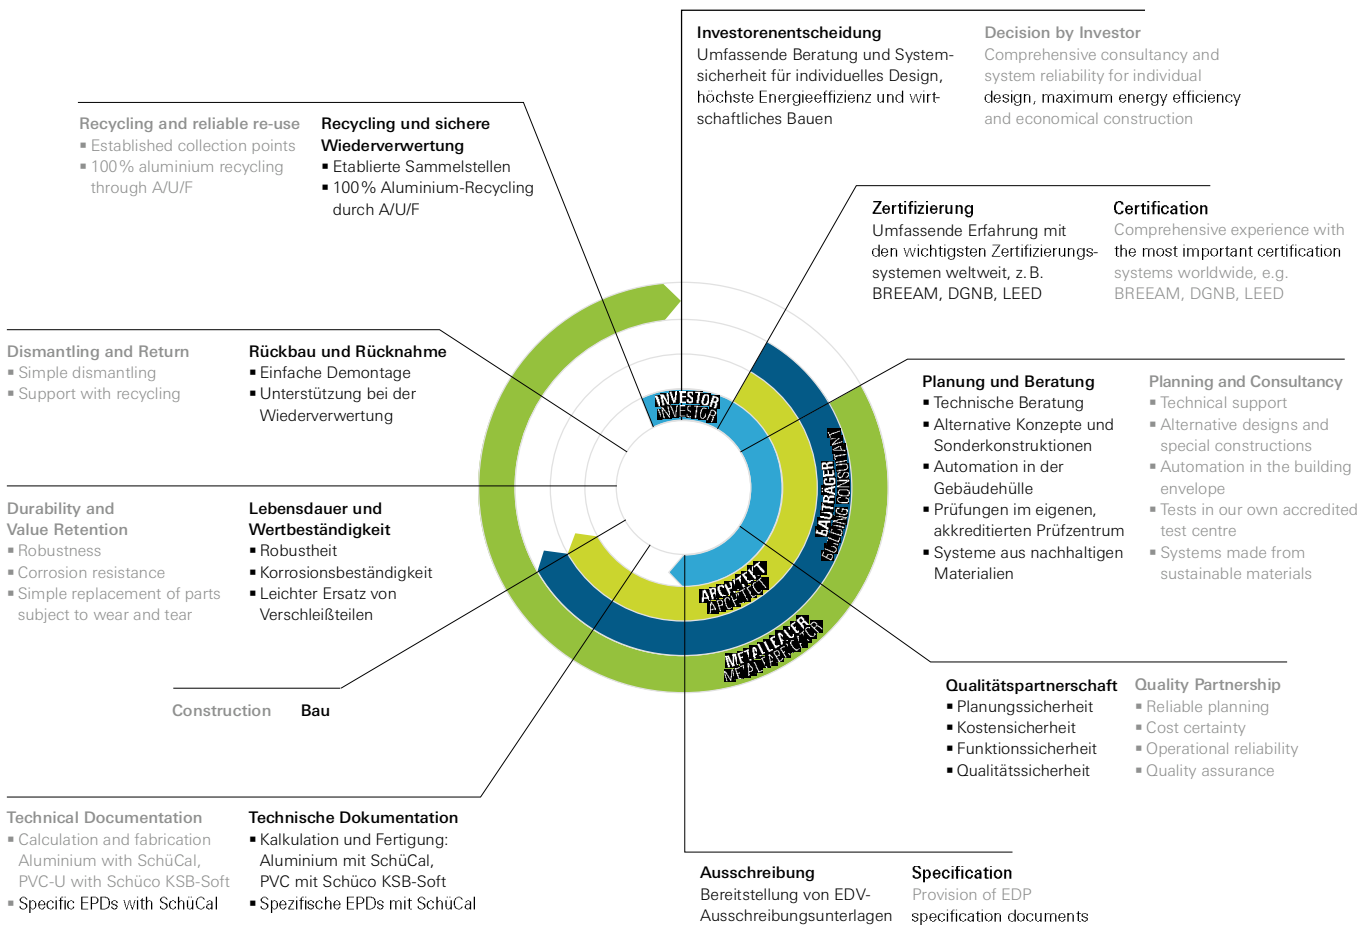 Investorenentscheidung
Umfassende Beratung und System-
sicherheit für individuelles Design,
höchste Energieeffizienz und wirt-
schaftliches Bauen
Decision by Investor
Comprehensive consultancy and
system reliability for individual
design, maximum energy efficiency
and economical construction
Recycling and reliable re-use
▪ Established collection points
▪ 100% aluminium recycling
through A/U/F
Recycling und sichere
Wiederverwertung
▪ Etablierte Sammelstellen
▪ 100% Aluminium-Recycling
durch A/U/F
Zertifizierung
Umfassende Erfahrung mit
den wichtigsten Zertifizierungs-
systemen weltweit, z. B.
BREEAM, DGNB, LEED
Certification
Comprehensive experience with
the most important certification
systems worldwide, e.g.
BREEAM, DGNB, LEED
Dismantling and Return
▪ Simple dismantling
▪ Support with recycling
Rückbau und Rücknahme
▪ Einfache Demontage
▪ Unterstützung bei der
Wiederverwertung
Planung und Beratung
▪ Technische Beratung
▪ Alternative Konzepte und
Sonderkonstruktionen
▪ Automation in der
Gebäudehülle
▪ Prüfungen im eigenen,
akkreditierten Prüfzentrum
▪ Systeme aus nachhaltigen
Materialien
Planning and Consultancy
▪ Technical support
▪ Alternative designs and
special constructions
▪ Automation in the building
envelope
▪ Tests in our own accredited
test centre
▪ Systems made from
sustainable materials
INVESTOR
INVESTOR
BAUTRÄGER
BUILDING CONSULTANT
ARCHITEKT
ARCHITECT
METALLBAUER
METAL FABRICATOR
Durability and
Value Retention
▪ Robustness
▪ Corrosion resistance
▪ Simple replacement of parts
subject to wear and tear
Lebensdauer und
Wertbeständigkeit
▪ Robustheit
▪ Korrosionsbeständigkeit
▪ Leichter Ersatz von
Verschleißteilen
Construction
Bau
Qualitätspartnerschaft
▪ Planungssicherheit
▪ Kostensicherheit
▪ Funktionssicherheit
▪ Qualitätssicherheit
Quality Partnership
▪ Reliable planning
▪ Cost certainty
▪ Operational reliability
▪ Quality assurance
Technical Documentation
▪ Calculation and fabrication
Aluminium with SchüCal,
PVC-U with Schüco KSB-Soft
▪ Specific EPDs with SchüCal
Technische Dokumentation
▪ Kalkulation und Fertigung:
Aluminium mit SchüCal,
PVC mit Schüco KSB-Soft
▪ Spezifische EPDs mit SchüCal
Ausschreibung
Bereitstellung von EDV-
Ausschreibungsunterlagen
Specification
Provision of EDP
specification documents